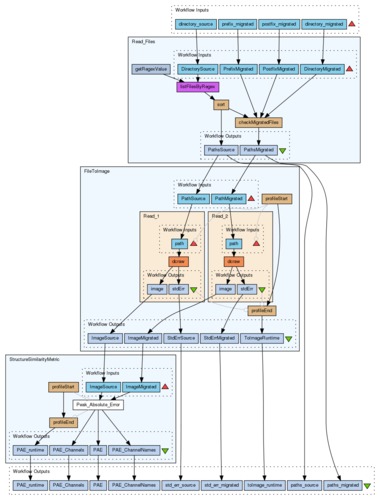 Workflow Inputs
directory_source prefix_migrated postfix_migrated directory_migrated
Read_Files
Workflow Inputs
getRegexValue DirectorySource PrefixMigrated PostfixMigrated DirectoryMigrated
listFilesByRegex
sort
checkMigratedFiles
Workflow Outputs
PathsSource PathsMigrated
FileToImage
Workflow Inputs
PathSource PathMigrated profileStart
Read_1 Read_2
Workflow Inputs Workflow Inputs
path path
dcraw dcraw
Workflow Outputs Workflow Outputs
image stdErr image stdErr
profileEnd
Workflow Outputs
ImageSource ImageMigrated StdErrSource StdErrMigrated ToImageRuntime
StructureSimilarityMetric
Workflow Inputs
profileStart ImageSource ImageMigrated
Peak_Absolute_Error
profileEnd
Workflow Outputs
PAE_runtime PAE_Channels PAE PAE_ChannelNames
Workflow Outputs
PAE_runtime PAE_Channels PAE PAE_ChannelNames std_err_source std_err_migrated toImage_runtime paths_source paths_migrated